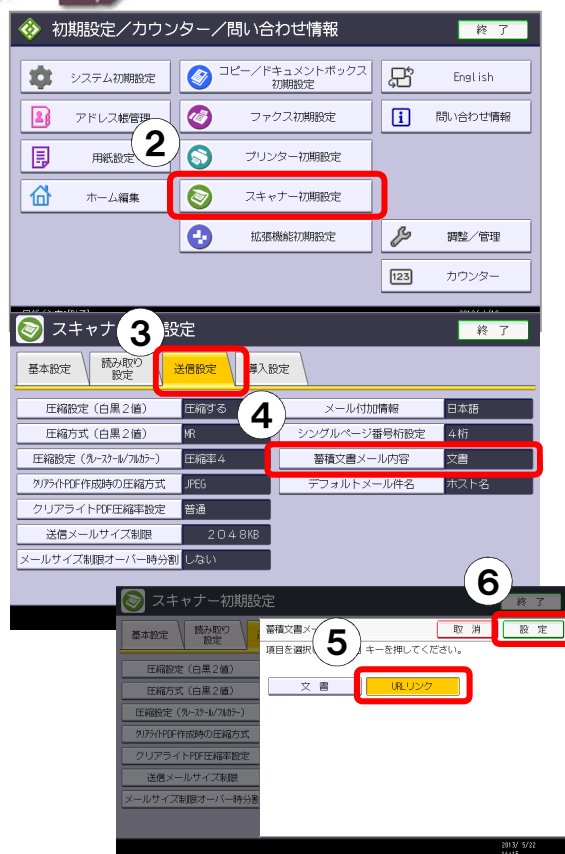 初期設定／カウンター／問い合わせ情報
終 了
システム初期設定
コピー／ドキュメントボックス
初期設定
English
アドレス帳管理
ファクス初期設定
問い合わせ情報
2
用紙設定
プリンター初期設定
ホーム編集
スキャナー初期設定
拡張機能初期設定
調整／管理
123
カウンター
スキャナ
3
設定
終 了
基本設定
読み取り
設定
送信設定
導入設定
圧縮設定（白黒２値）
圧縮する
4
メール付加情報
日本語
圧縮方式（白黒２値）
MR
シングルページ番号桁設定
４桁
圧縮設定（グレースケール/フルカラー）
圧縮率４
蓄積文書メール内容
文書
クリアライトPDF作成時の圧縮方式
JPEG
デフォルトメール件名
ホスト名
クリアライトPDF圧縮率設定
普通
送信メールサイズ制限
２０４８KB
メールサイズ制限オーバー時分割
しない
6
スキャナー初期設定
終 了
基本設定
読み取り
設定
蓄積文書メ
取 消
設 定
5
項目を選択
キーを押してください。
圧縮設定（白黒２値）
文 書
URLリンク
圧縮方式（白黒２値）
圧縮設定（グレースケール/フルカラー）
クリアライトPDF作成時の圧縮方式
クリアライトPDF圧縮率設定
送信メールサイズ制限
メールサイズ制限オーバー時分割
2013/ 5/22